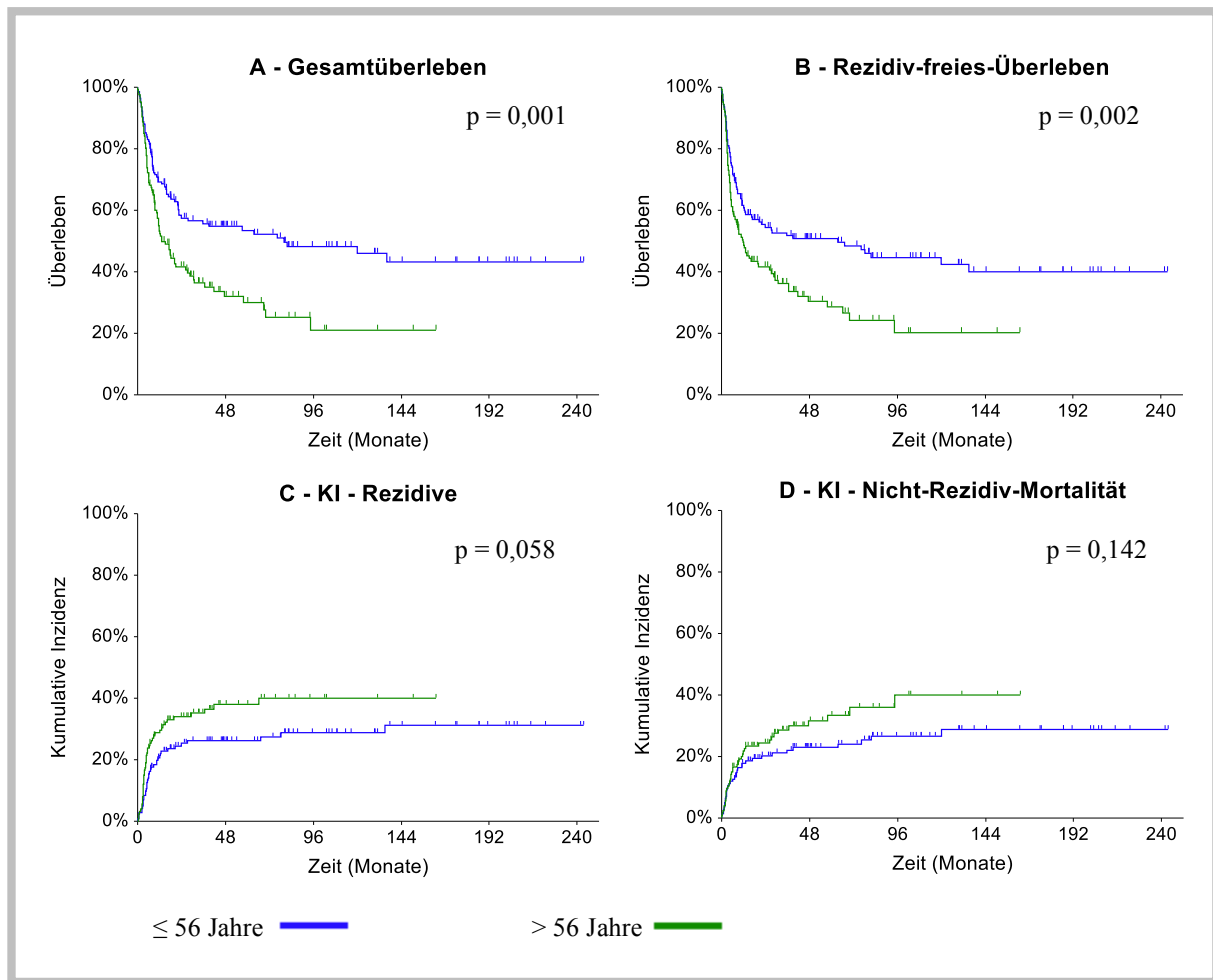 A - Gesamtüberleben
p = 0,001
100%
80%
60%
40%
20%
0%
Überleben
48 96 144 192 240
Zeit (Monate)
B - Rezidiv-freies-Überleben
p = 0,002
100%
80%
60%
40%
20%
0%
Überleben
48 96 144 192 240
Zeit (Monate)
C - KI - Rezidive
p = 0,058
100%
80%
60%
40%
20%
0%
Kumulative Inzidenz
0 48 96 144 192 240
Zeit (Monate)
D - KI - Nicht-Rezidiv-Mortalität
p = 0,142
100%
80%
60%
40%
20%
0%
Kumulative Inzidenz
0 48 96 144 192 240
Zeit (Monate)
≤ 56 Jahre
> 56 Jahre